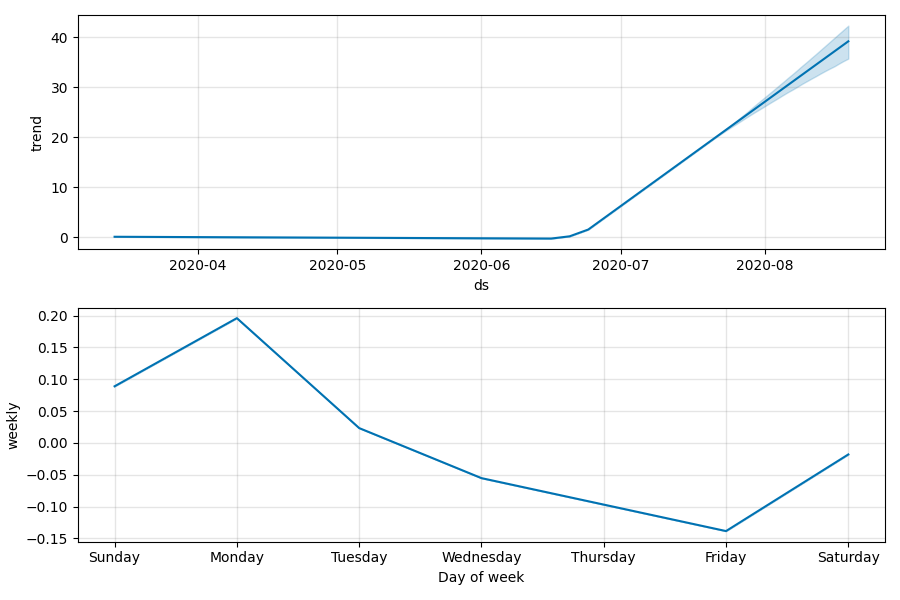 40
30
20
10
0
trend
2020-04 2020-05 2020-06 2020-07 2020-08
ds
0.20
0.15
0.10
0.05
0.00
−0.05
−0.10
−0.15
weekly
Sunday Monday Tuesday Wednesday Thursday Friday Saturday
Day of week